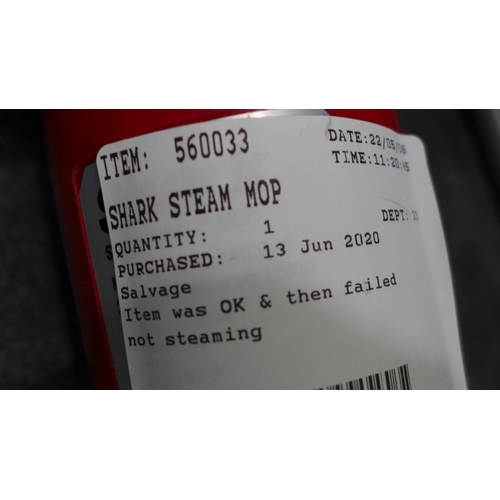 ITEM: 560033
DATE:22/05/
TIME:11:20:
SHARK STEAM MOP
QUANTITY: 1
DEPT:
PURCHASED: 13 Jun 2020
Salvage
Item was OK & then failed
not steaming